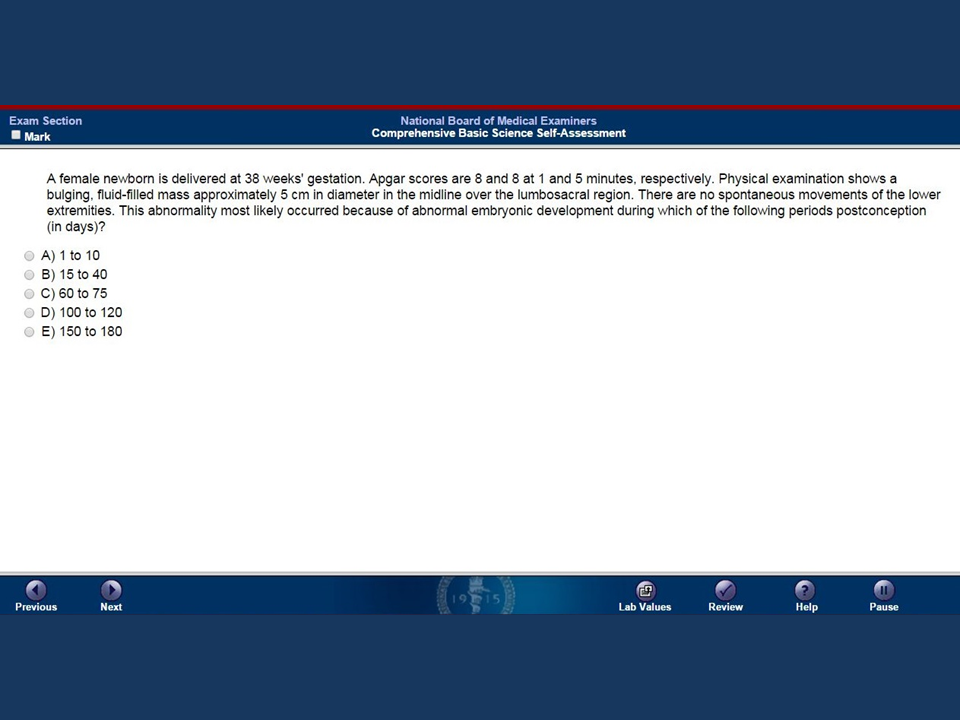 Exam Section
Mark
National Board of Medical Examiners
Comprehensive Basic Science Self-Assessment
A female newborn is delivered at 38 weeks' gestation. Apgar scores are 8 and 8 at 1 and 5 minutes, respectively. Physical examination shows a
bulging, fluid-filled mass approximately 5 cm in diameter in the midline over the lumbosacral region. There are no spontaneous movements of the lower
extremities. This abnormality most likely occurred because of abnormal embryonic development during which of the following periods postconception
(in days)?
A) 1 to 10
B) 15 to 40
C) 60 to 75
D) 100 to 120
E) 150 to 180
1915
Previous
Next
Lab Values
Review
Help
Pause